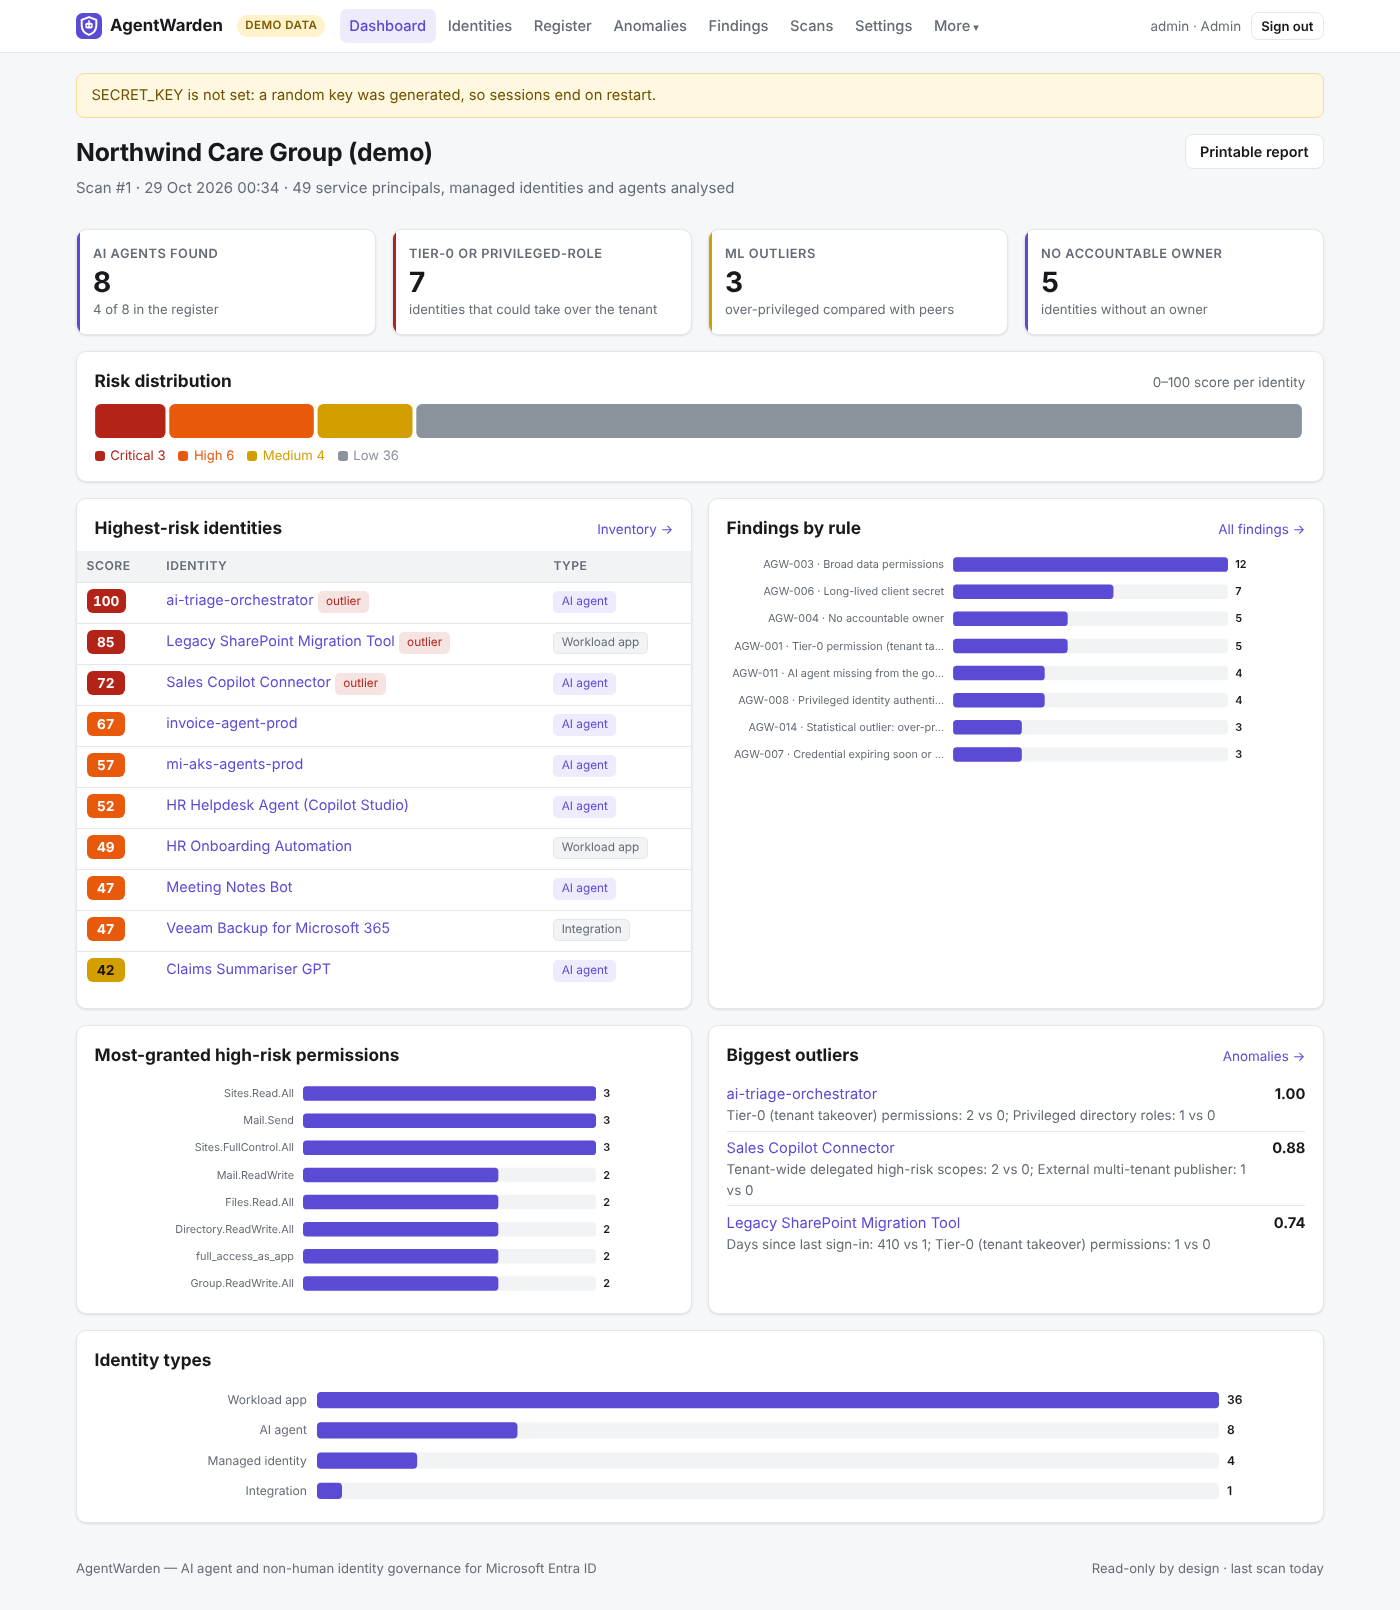 AgentWarden DEMO DATA Dashboard Identities Register Anomalies Findings Scans Settings More ▾ admin · Admin Sign out
SECRET_KEY is not set: a random key was generated, so sessions end on restart.
Northwind Care Group (demo) Printable report
Scan #1 · 29 Oct 2026 00:34 · 49 service principals, managed identities and agents analysed
AI AGENTS FOUND
8
4 of 8 in the register
TIER-0 OR PRIVILEGED-ROLE
7
identities that could take over the tenant
ML OUTLIERS
3
over-privileged compared with peers
NO ACCOUNTABLE OWNER
5
identities without an owner
Risk distribution 0–100 score per identity
Critical 3 High 6 Medium 4 Low 36
Highest-risk identities Inventory →
SCORE IDENTITY TYPE
100 ai-triage-orchestrator outlier AI agent
85 Legacy SharePoint Migration Tool outlier Workload app
72 Sales Copilot Connector outlier AI agent
67 invoice-agent-prod AI agent
57 mi-aks-agents-prod AI agent
52 HR Helpdesk Agent (Copilot Studio) AI agent
49 HR Onboarding Automation Workload app
47 Meeting Notes Bot AI agent
47 Veeam Backup for Microsoft 365 Integration
42 Claims Summariser GPT AI agent
Findings by rule All findings →
AGW-003 · Broad data permissions 12
AGW-006 · Long-lived client secret 7
AGW-004 · No accountable owner 5
AGW-001 · Tier-0 permission (tenant ta... 5
AGW-011 · AI agent missing from the go... 4
AGW-008 · Privileged identity authenti... 4
AGW-014 · Statistical outlier: over-pr... 3
AGW-007 · Credential expiring soon or ... 3
Most-granted high-risk permissions
Sites.Read.All 3
Mail.Send 3
Sites.FullControl.All 3
Mail.ReadWrite 2
Files.Read.All 2
Directory.ReadWrite.All 2
full_access_as_app 2
Group.ReadWrite.All 2
Biggest outliers Anomalies →
ai-triage-orchestrator 1.00
Tier-0 (tenant takeover) permissions: 2 vs 0; Privileged directory roles: 1 vs 0
Sales Copilot Connector 0.88
Tenant-wide delegated high-risk scopes: 2 vs 0; External multi-tenant publisher: 1
vs 0
Legacy SharePoint Migration Tool 0.74
Days since last sign-in: 410 vs 1; Tier-0 (tenant takeover) permissions: 1 vs 0
Identity types
Workload app 36
AI agent 8
Managed identity 4
Integration 1
AgentWarden — AI agent and non-human identity governance for Microsoft Entra ID Read-only by design · last scan today